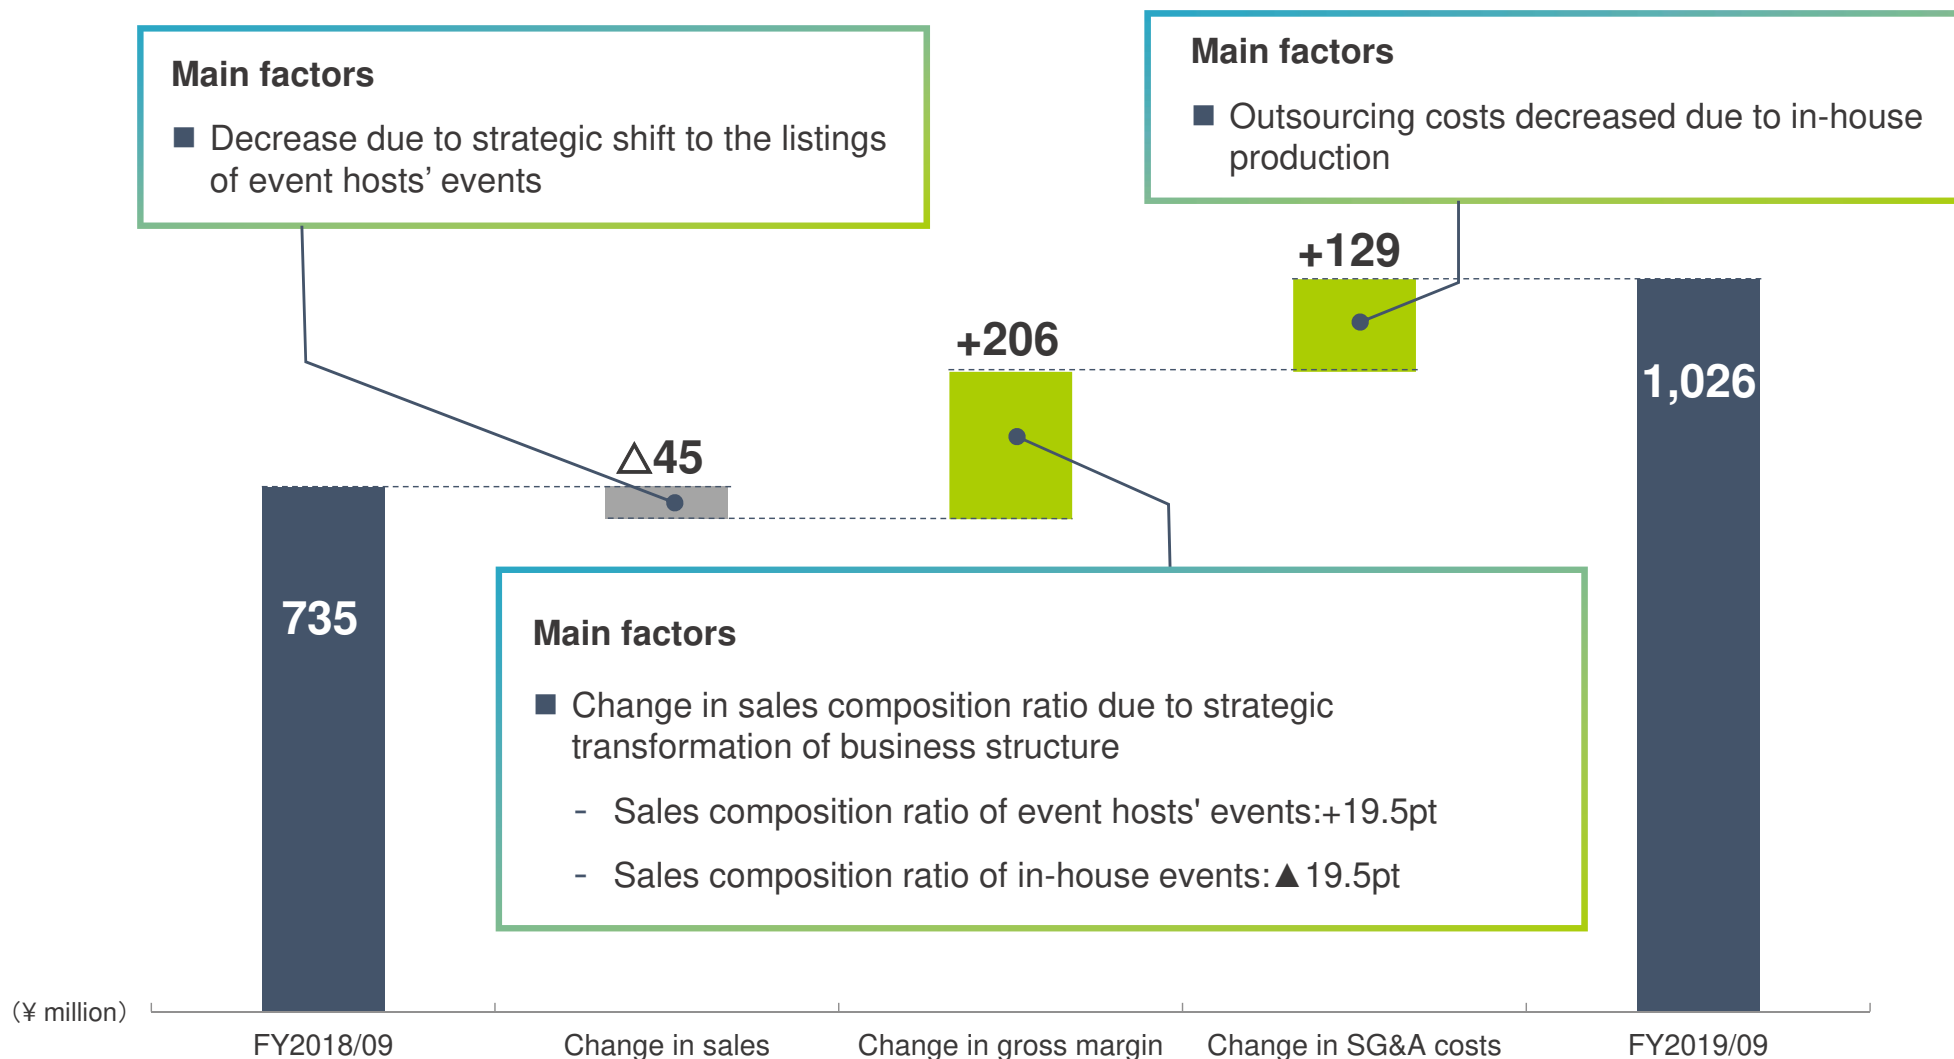 Main factors
■ Decrease due to strategic shift to the listings
of event hosts’ events
Main factors
■ Outsourcing costs decreased due to in-house
production
+129
+206
△45
1,026
735
Main factors
■ Change in sales composition ratio due to strategic
transformation of business structure
- Sales composition ratio of event hosts' events:+19.5pt
- Sales composition ratio of in-house events:▲19.5pt
（¥ million）
FY2018/09
Change in sales
Change in gross margin
Change in SG&A costs
FY2019/09